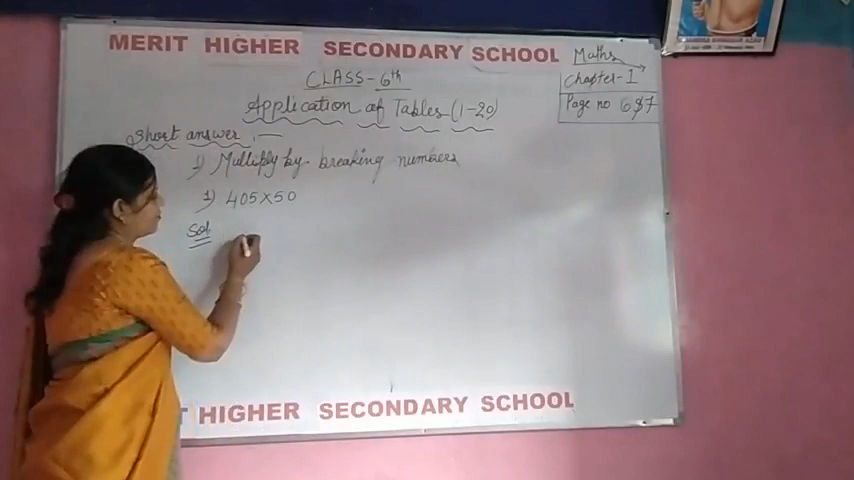 MERIT HIGHER SECONDARY SCHOOL
Maths
CLASS - 6th
Chapter-1
Application of Tables (1-20)
Page no 6&7
Short answer :-
1) Multiply by breaking numbers
1) 405×50
Sol
T HIGHER SECONDARY SCHOOL